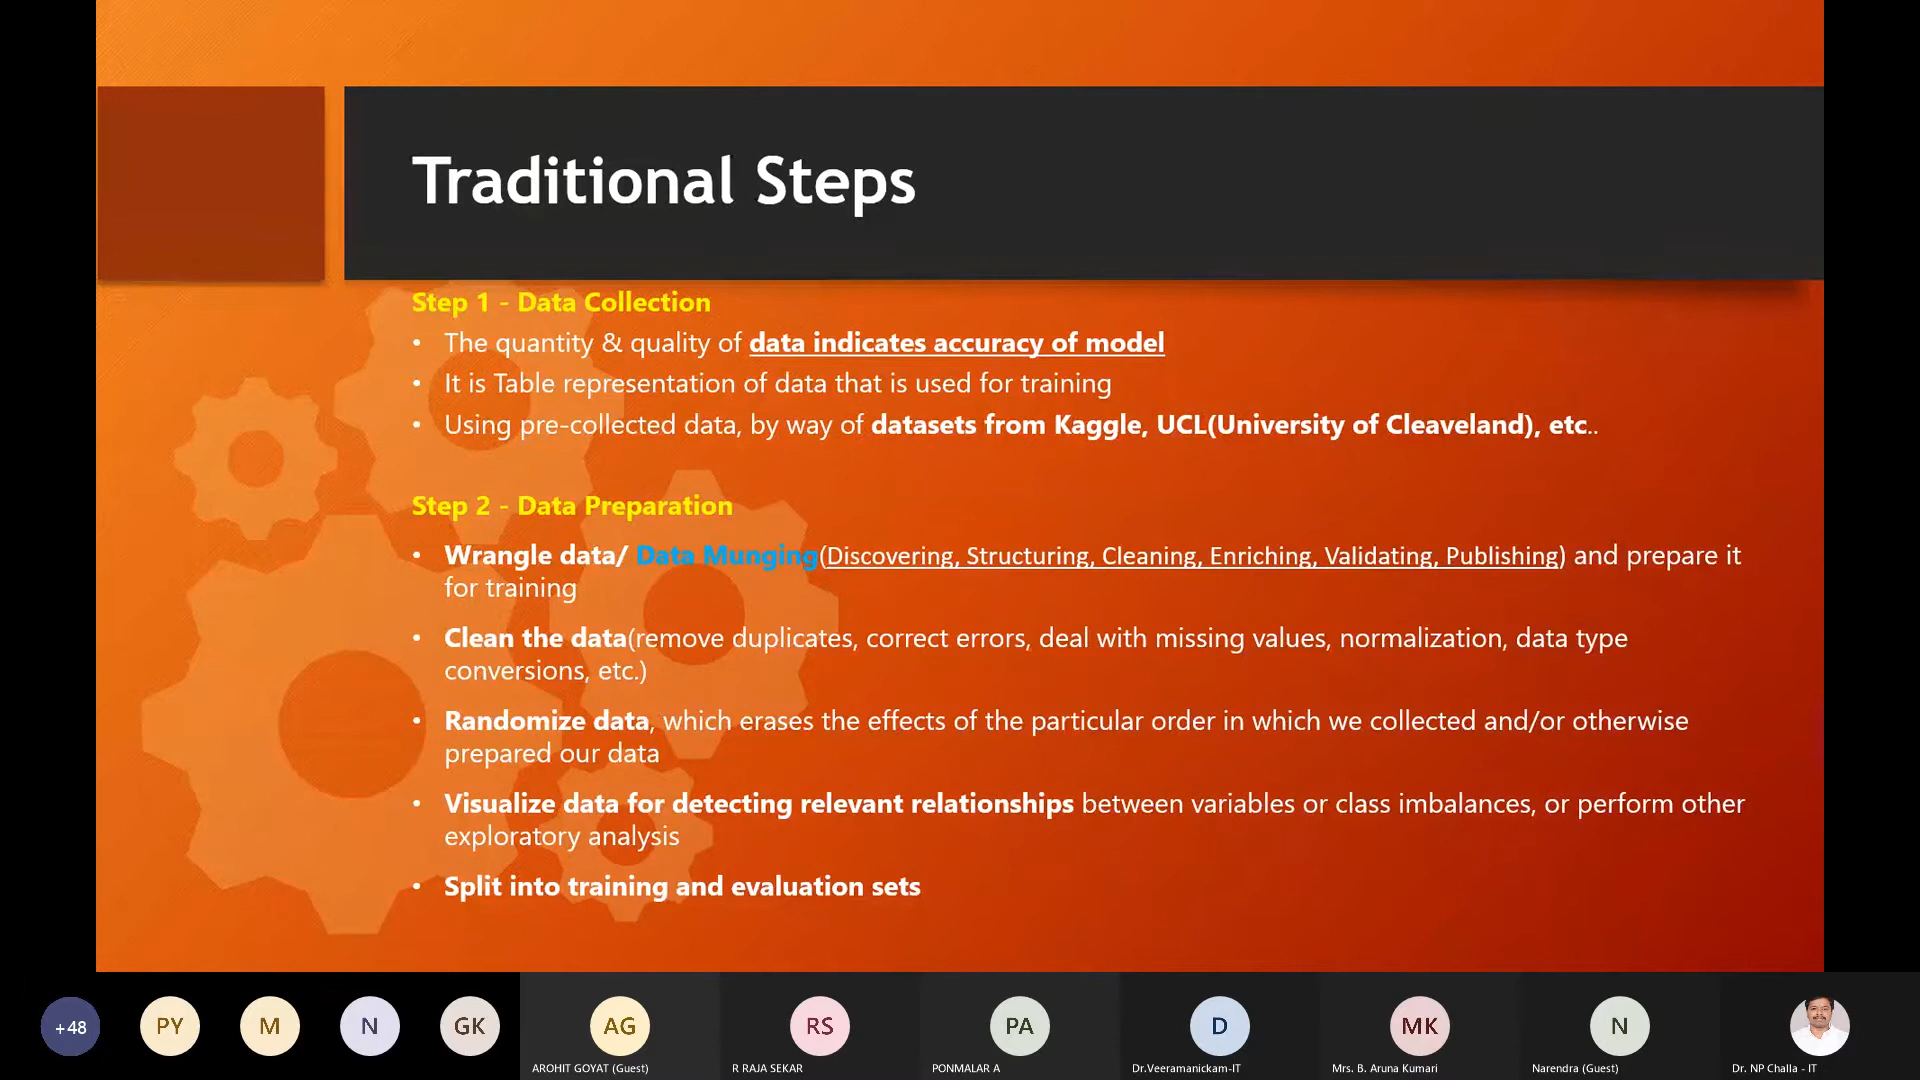 Traditional Steps
Step 1 - Data Collection
• The quantity & quality of data indicates accuracy of model
• It is Table representation of data that is used for training
• Using pre-collected data, by way of datasets from Kaggle, UCL(University of Cleaveland), etc..
Step 2 - Data Preparation
• Wrangle data/ Data Munging(Discovering, Structuring, Cleaning, Enriching, Validating, Publishing) and prepare it
for training
• Clean the data(remove duplicates, correct errors, deal with missing values, normalization, data type
conversions, etc.)
• Randomize data, which erases the effects of the particular order in which we collected and/or otherwise
prepared our data
• Visualize data for detecting relevant relationships between variables or class imbalances, or perform other
exploratory analysis
• Split into training and evaluation sets
+48 PY M N GK AG RS PA D MK N
AROHIT GOYAT (Guest) R RAJA SEKAR PONMALAR A Dr.Veeramanickam-IT Mrs. B. Aruna Kumari Narendra (Guest) Dr. NP Challa - IT